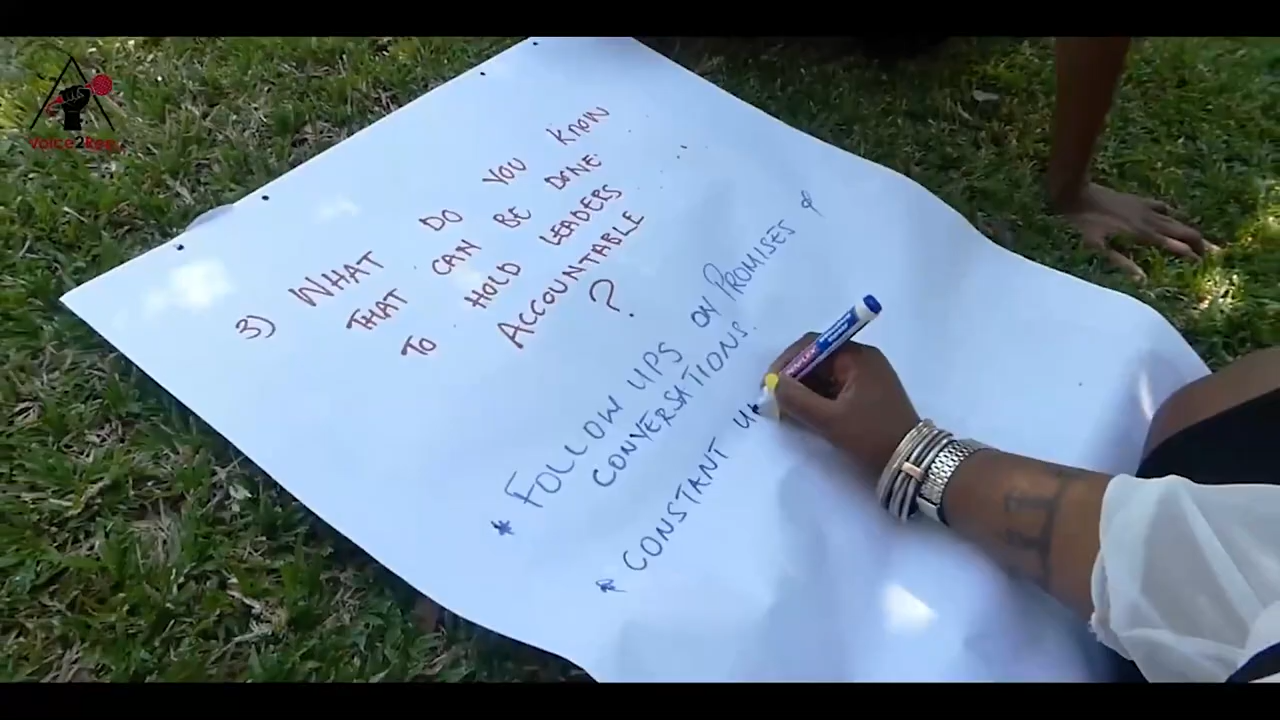 Voice2Rep
3) WHAT DO YOU KNOW
THAT CAN BE DONE
TO HOLD LEADERS
ACCOUNTABLE
?
* FOLLOW UPS ON PROMISES &
CONVERSATIONS.
* CONSTANT U